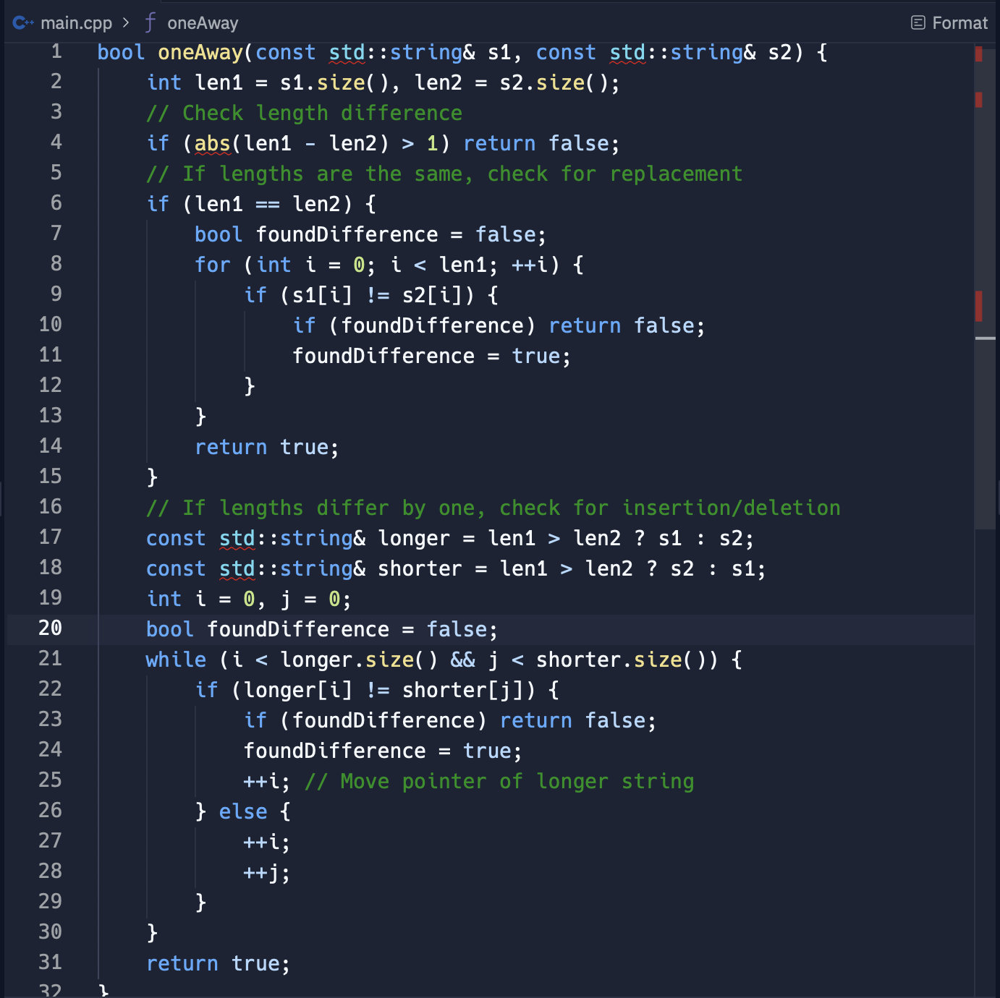 main.cpp > ƒ oneAway Format
1 bool oneAway(const std::string& s1, const std::string& s2) {
2     int len1 = s1.size(), len2 = s2.size();
3     // Check length difference
4     if (abs(len1 - len2) > 1) return false;
5     // If lengths are the same, check for replacement
6     if (len1 == len2) {
7         bool foundDifference = false;
8         for (int i = 0; i < len1; ++i) {
9             if (s1[i] != s2[i]) {
10                 if (foundDifference) return false;
11                 foundDifference = true;
12             }
13         }
14         return true;
15     }
16     // If lengths differ by one, check for insertion/deletion
17     const std::string& longer = len1 > len2 ? s1 : s2;
18     const std::string& shorter = len1 > len2 ? s2 : s1;
19     int i = 0, j = 0;
20     bool foundDifference = false;
21     while (i < longer.size() && j < shorter.size()) {
22         if (longer[i] != shorter[j]) {
23             if (foundDifference) return false;
24             foundDifference = true;
25             ++i; // Move pointer of longer string
26         } else {
27             ++i;
28             ++j;
29         }
30     }
31     return true;
32 }